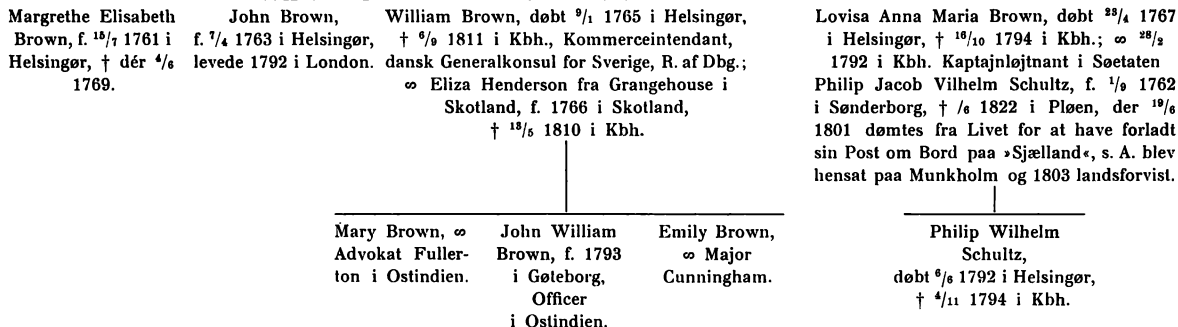 Margrethe Elisabeth
Brown, f. 15/7 1761 i
Helsingør, † dér 4/6
1769.
John Brown,
f. 7/4 1763 i Helsingør,
levede 1792 i London.
William Brown, døbt 9/1 1765 i Helsingør,
† 6/9 1811 i Kbh., Kommerceintendant,
dansk Generalkonsul for Sverige, R. af Dbg.;
∞ Eliza Henderson fra Grangehouse i
Skotland, f. 1766 i Skotland,
† 13/5 1810 i Kbh.
Lovisa Anna Maria Brown, døbt 23/4 1767
i Helsingør, † 16/10 1794 i Kbh.; ∞ 28/2
1792 i Kbh. Kaptajnløjtnant i Søetaten
Philip Jacob Vilhelm Schultz, f. 1/9 1762
i Sønderborg, † /6 1822 i Pløen, der 19/6
1801 dømtes fra Livet for at have forladt
sin Post om Bord paa »Sjælland«, s. A. blev
hensat paa Munkholm og 1803 landsforvist.
Mary Brown, ∞
Advokat Fuller-
ton i Ostindien.
John William
Brown, f. 1793
i Gøteborg,
Officer
i Ostindien.
Emily Brown,
∞ Major
Cunningham.
Philip Wilhelm
Schultz,
døbt 6/6 1792 i Helsingør,
† 4/11 1794 i Kbh.